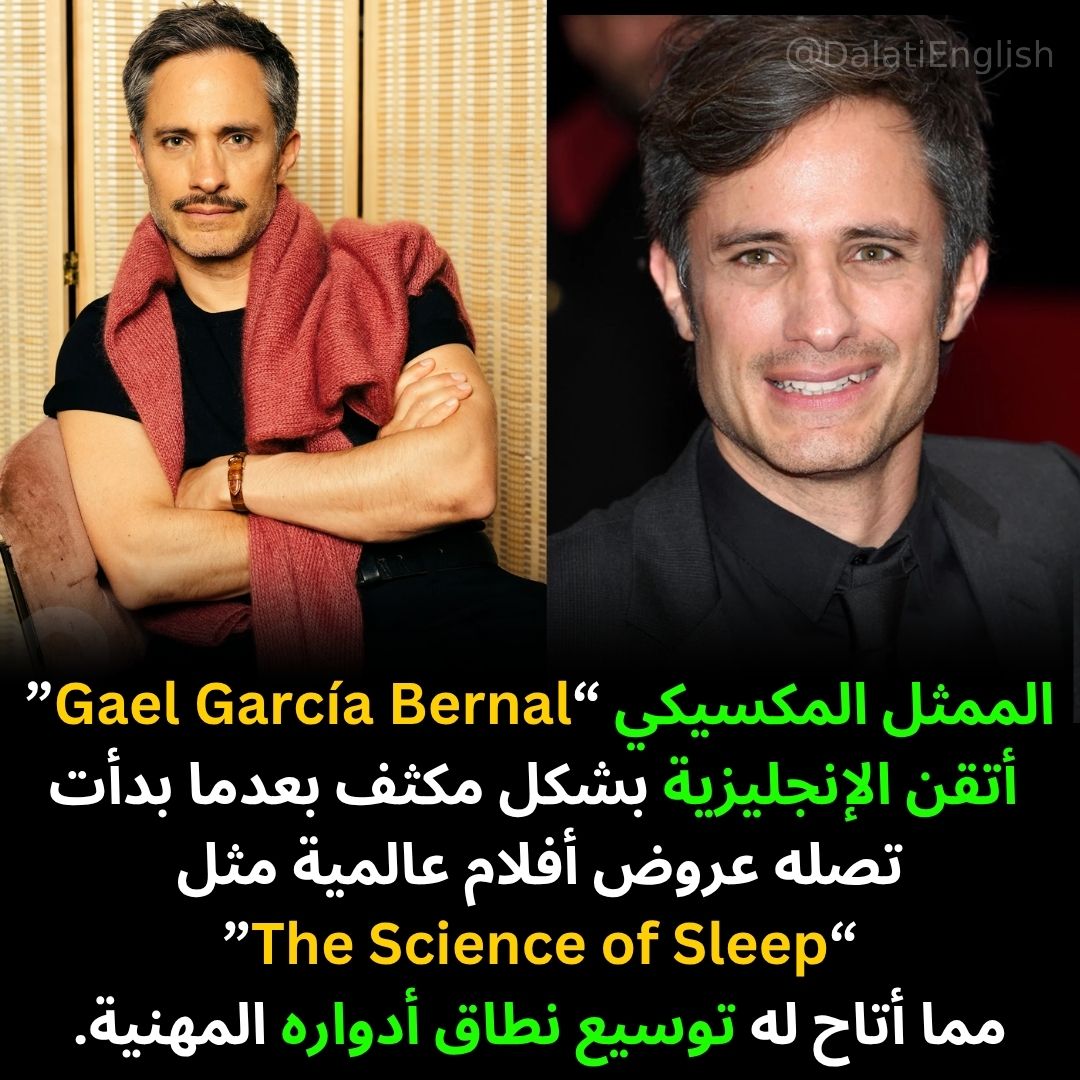 @DalatiEnglish
الممثل المكسيكي “Gael García Bernal”
أتقن الإنجليزية بشكل مكثف بعدما بدأت
تصله عروض أفلام عالمية مثل
“The Science of Sleep”
مما أتاح له توسيع نطاق أدواره المهنية.